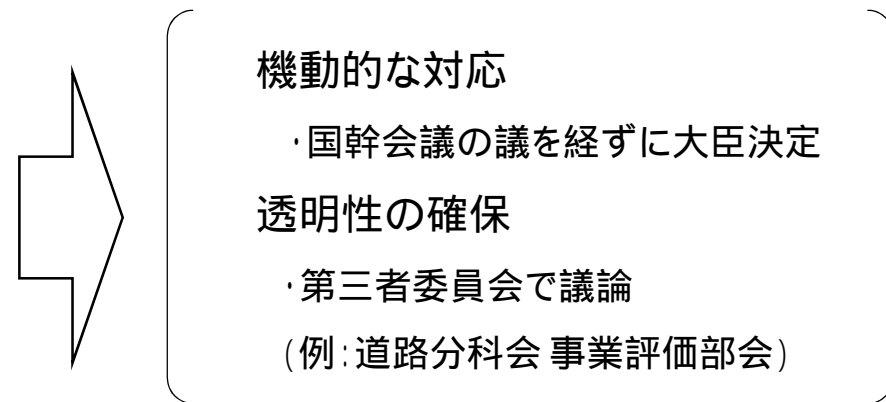 機動的な対応
・国幹会議の議を経ずに大臣決定
透明性の確保
・第三者委員会で議論
(例:道路分科会 事業評価部会)